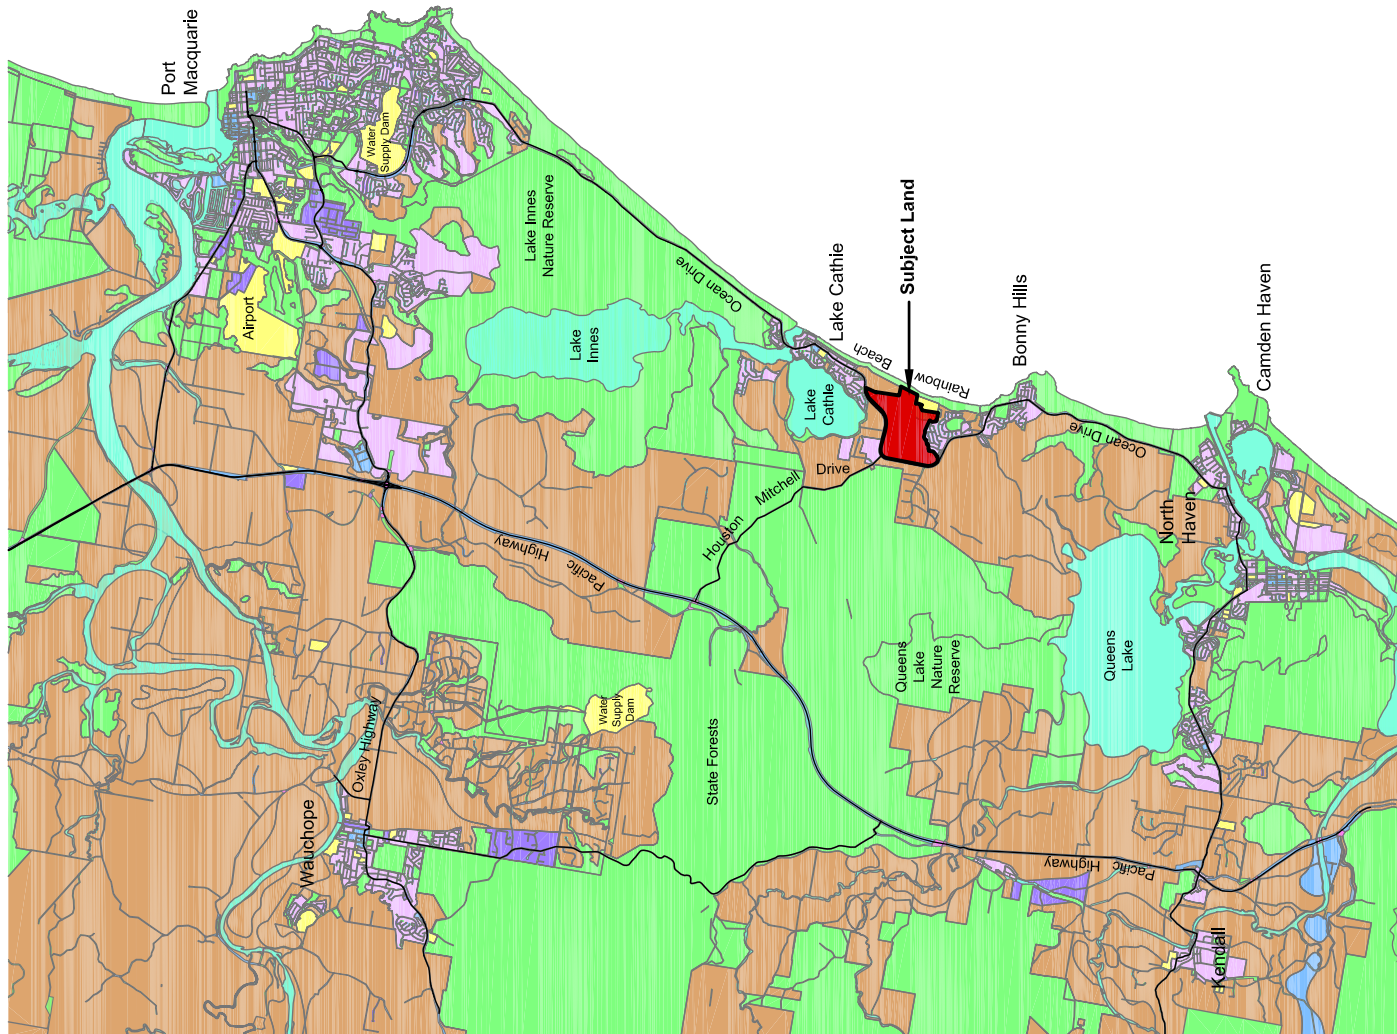 Port
Macquarie
Water
Supply Dam
Lake Innes
Nature Reserve
Airport
Ocean Drive
Lake
Innes
Lake Cathie
Subject Land
Beach
Rainbow
Bonny Hills
Camden Haven
Lake
Cathie
Houston
Mitchell
Drive
Ocean Drive
North
Haven
Pacific
Highway
Queens
Lake
Nature
Reserve
Queens
Lake
Water
Supply
Dam
State Forests
Oxley Highway
Wauchope
Pacific
Highway
Kendall